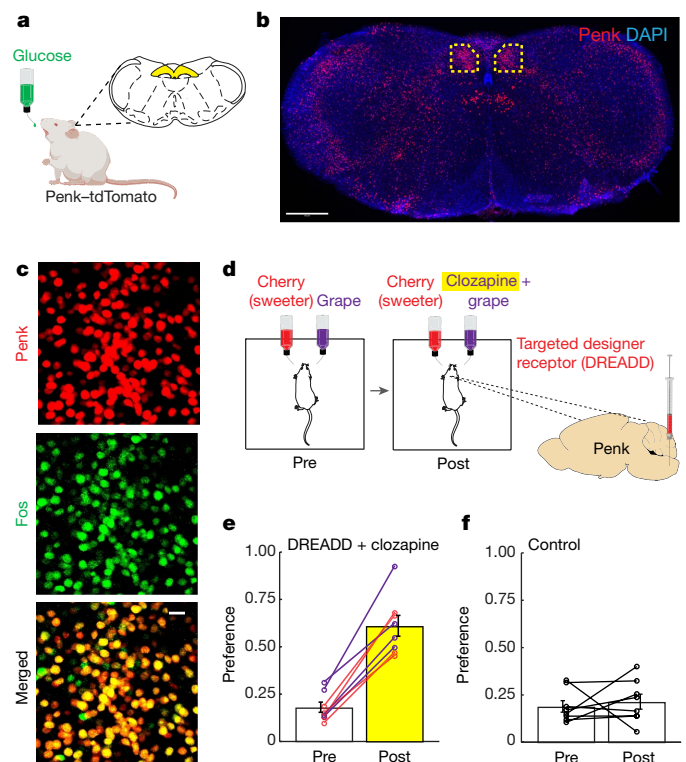 a
Glucose
Penk–tdTomato
b
Penk DAPI
c
Penk
Fos
Merged
d
Cherry
(sweeter)
Grape
Pre
Cherry
(sweeter)
Clozapine +
grape
Post
Targeted designer
receptor (DREADD)
Penk
e
DREADD + clozapine
Preference
1.00
0.75
0.50
0.25
0
Pre
Post
f
Control
Preference
1.00
0.75
0.50
0.25
0
Pre
Post